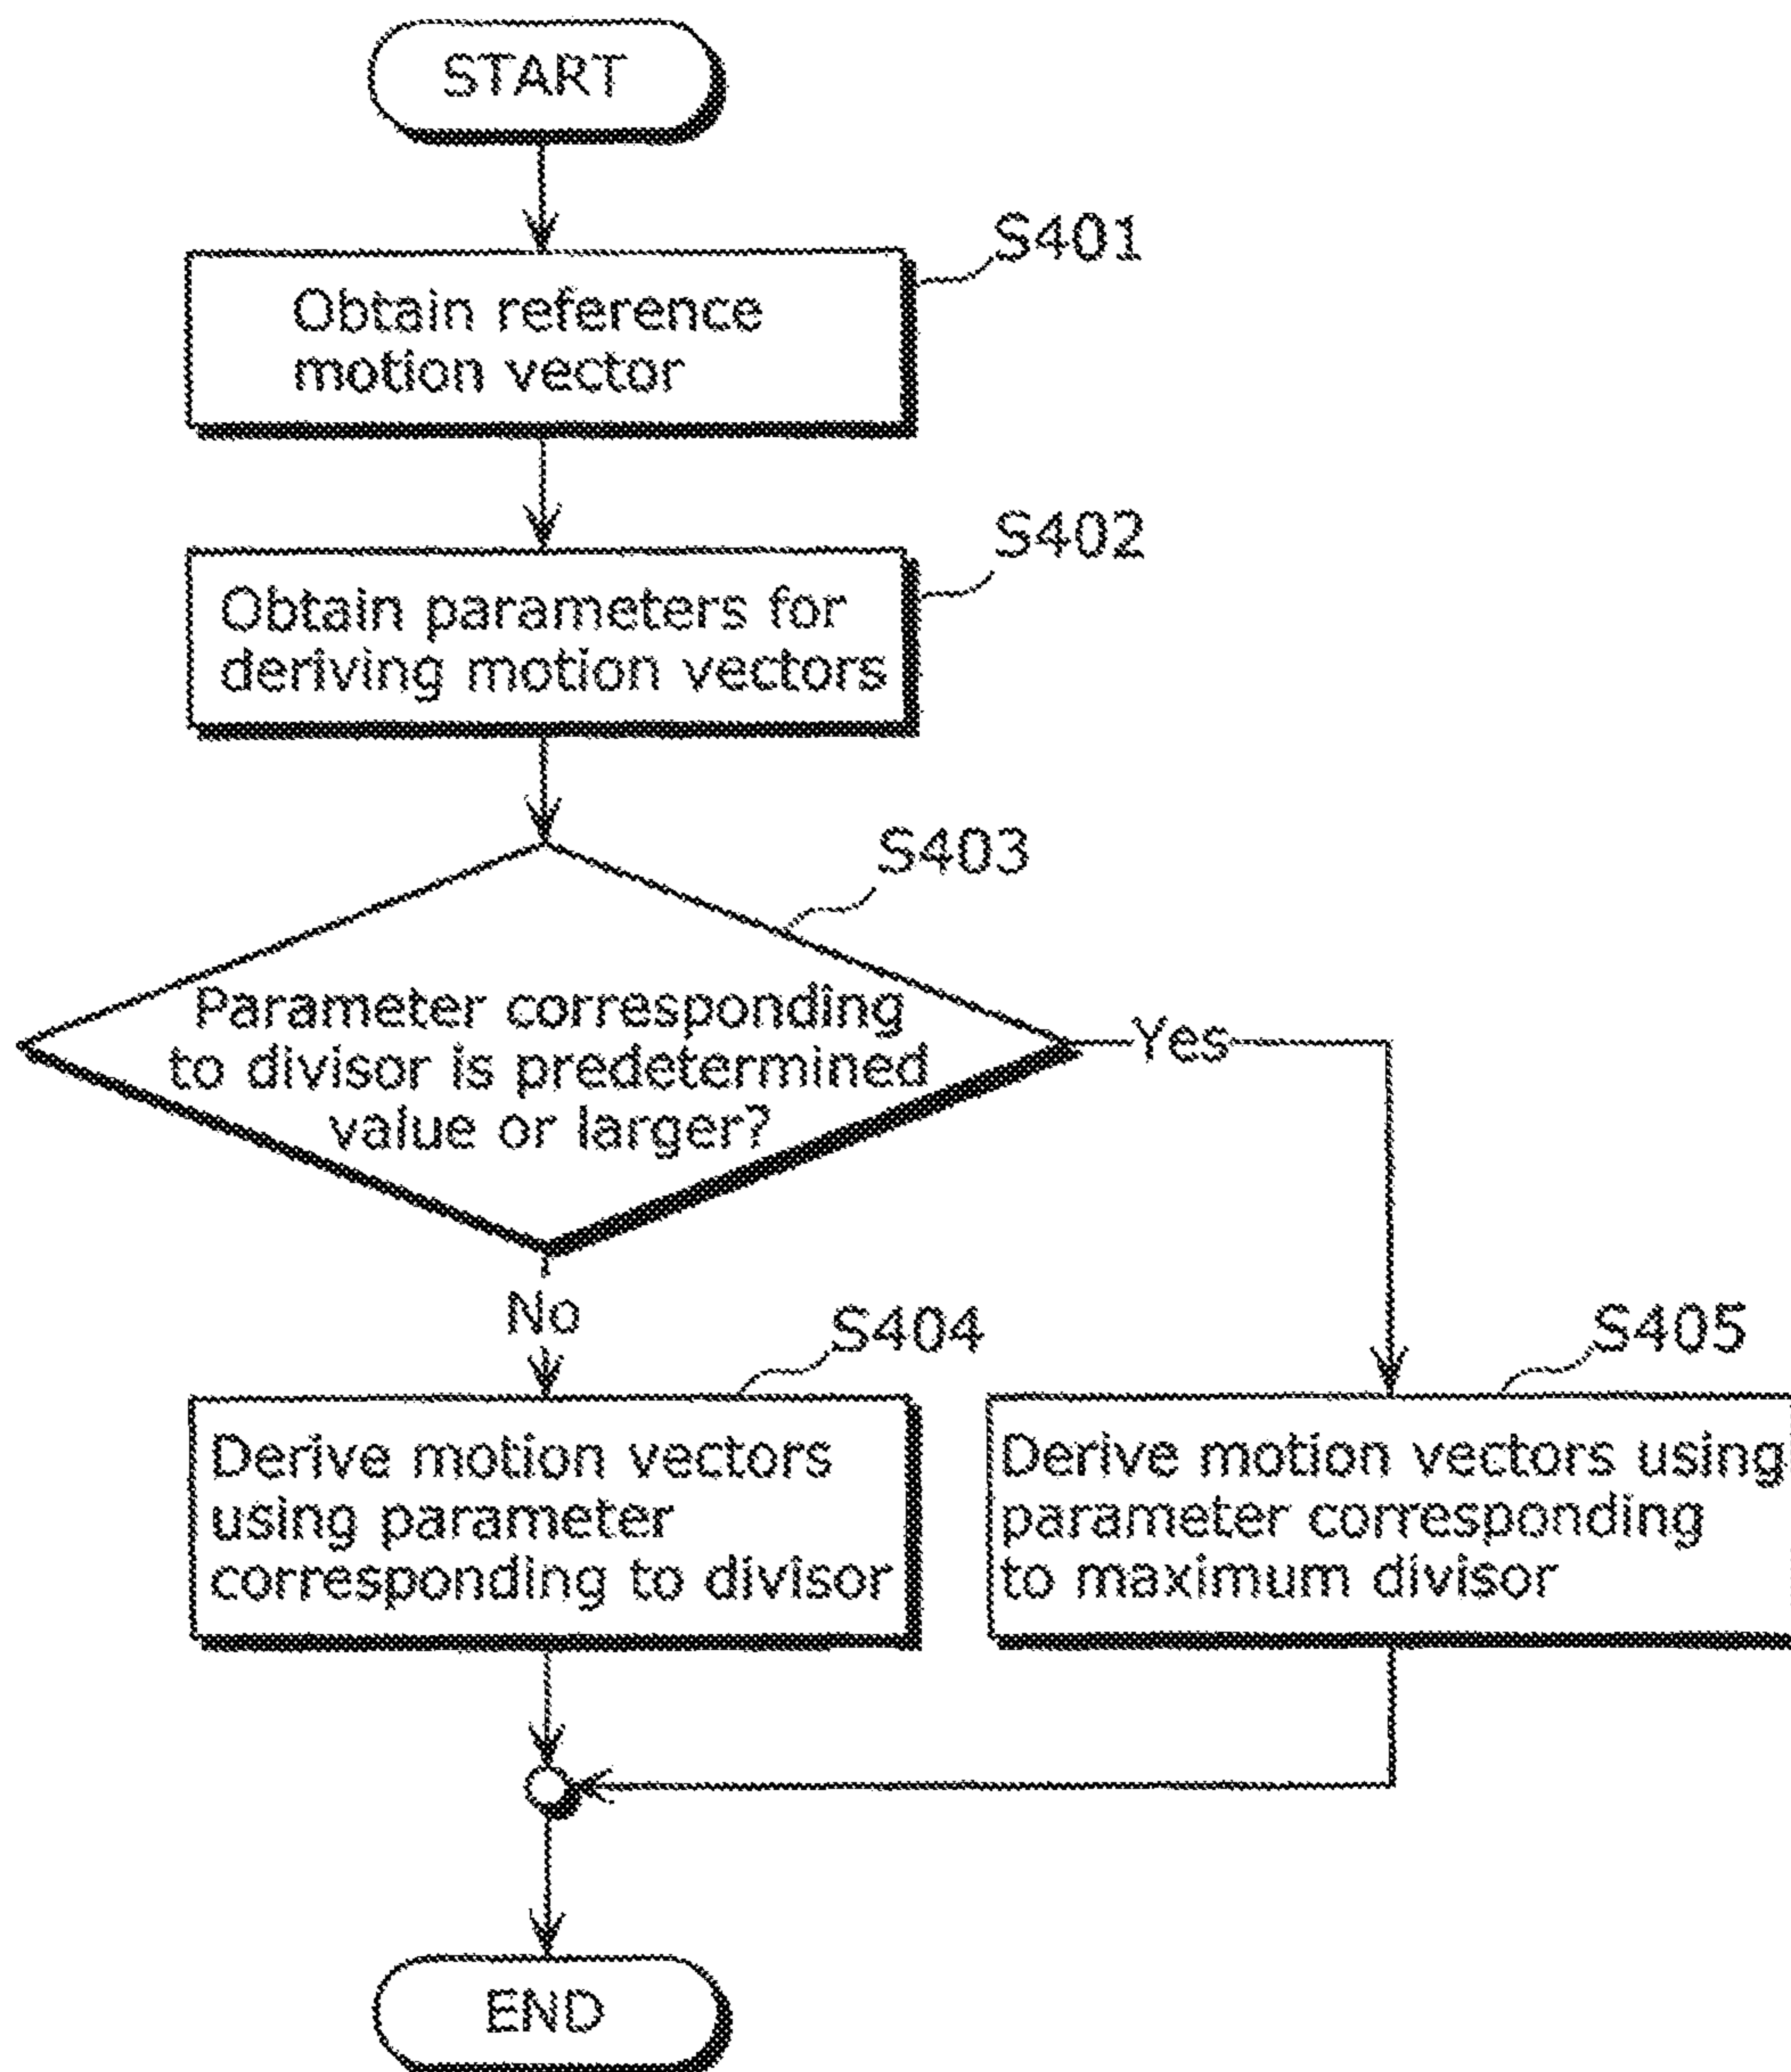 START
S401
Obtain reference
motion vector
S402
Obtain parameters for
deriving motion vectors
S403
Parameter corresponding
to divisor is predetermined
value or larger?
Yes
No
S404
Derive motion vectors
using parameter
corresponding to divisor
S405
Derive motion vectors using
parameter corresponding
to maximum divisor
END